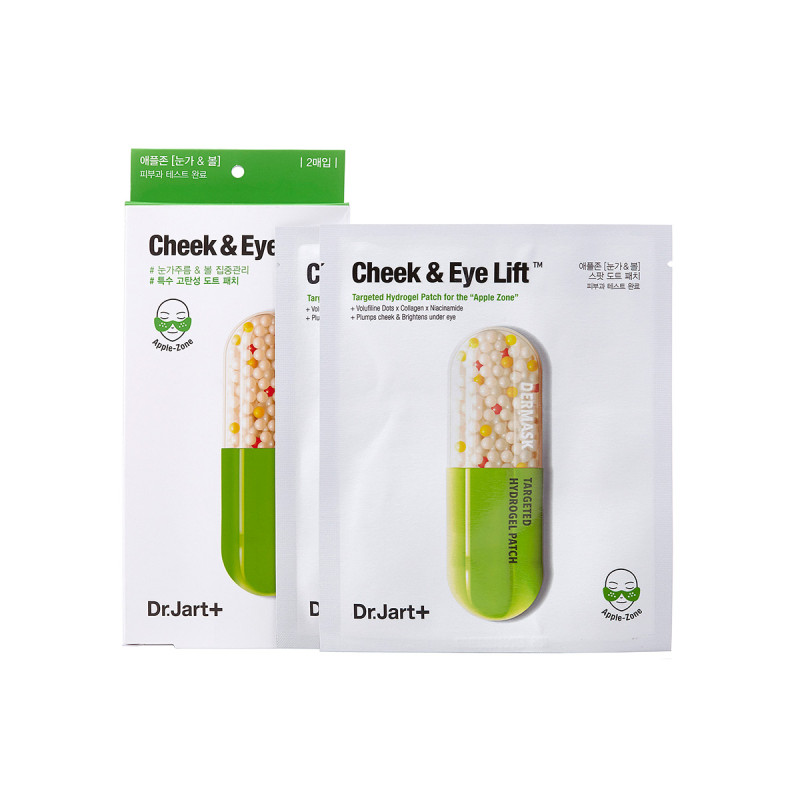 애플존 [눈가 & 볼]
피부과 테스트 완료
| 2매입 |
Cheek & Eye
# 눈가주름 & 볼 집중관리
# 특수 고탄성 도트 패치
Apple-Zone
Dr.Jart+
Targeted
+ Plum
D
Cheek & Eye Lift™
Targeted Hydrogel Patch for the "Apple Zone"
+ Volufiline Dots x Collagen x Niacinamide
+ Plumps cheek & Brightens under eye
애플존 [눈가&볼]
스팟 도트 패치
피부과 테스트 완료
DERMASK
TARGETED
HYDROGEL PATCH
Apple-Zone
Dr.Jart+